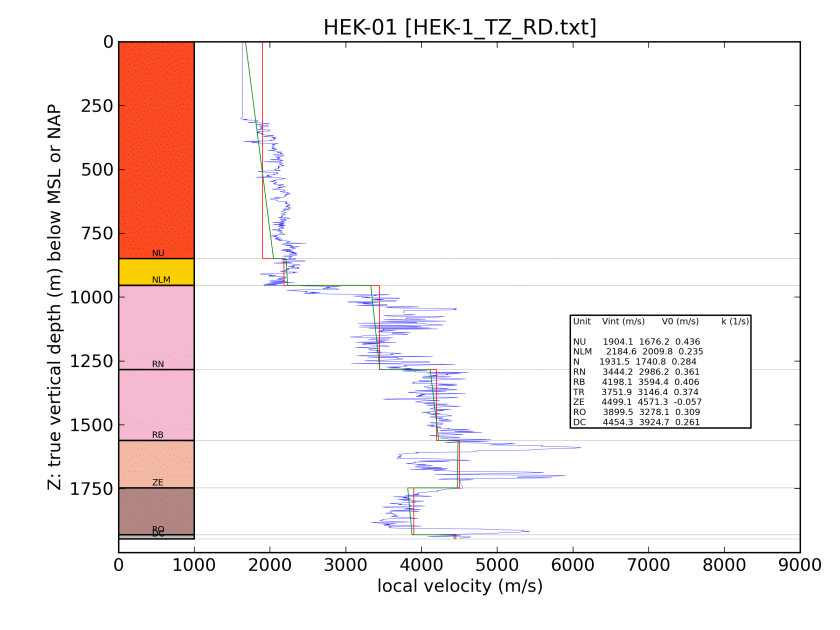 HEK-01 [HEK-1_TZ_RD.txt]
Z: true vertical depth (m) below MSL or NAP
0
250
500
750
1000
1250
1500
1750
NU
NLM
RN
RB
ZE
RO
DC
Unit Vint (m/s) V0 (m/s) k (1/s)
NU 1904.1 1676.2 0.436
NLM 2184.6 2009.8 0.235
N 1931.5 1740.8 0.284
RN 3444.2 2986.2 0.361
RB 4198.1 3594.4 0.406
TR 3751.9 3146.4 0.374
ZE 4499.1 4571.3 -0.057
RO 3899.5 3278.1 0.309
DC 4454.3 3924.7 0.261
0 1000 2000 3000 4000 5000 6000 7000 8000 9000
local velocity (m/s)